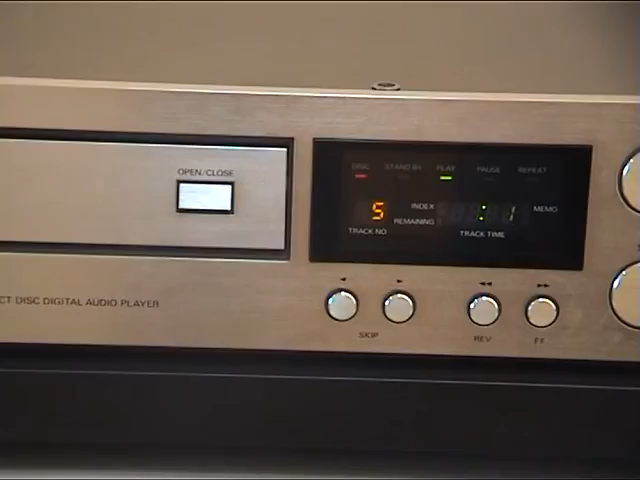 OPEN/CLOSE
DISC STAND BY PLAY PAUSE REPEAT
5 INDEX : 1 MEMO
REMAINING
TRACK NO TRACK TIME
CT DISC DIGITAL AUDIO PLAYER
SKIP REV FF